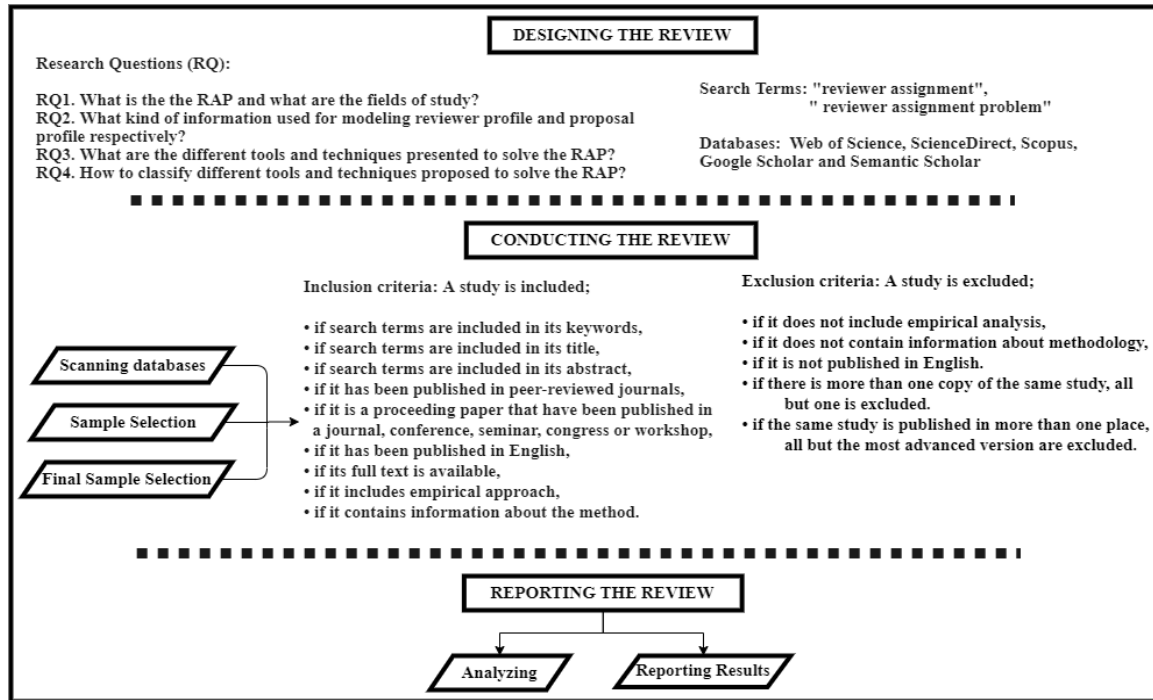 DESIGNING THE REVIEW
Research Questions (RQ):
RQ1. What is the the RAP and what are the fields of study?
RQ2. What kind of information used for modeling reviewer profile and proposal
profile respectively?
RQ3. What are the different tools and techniques presented to solve the RAP?
RQ4. How to classify different tools and techniques proposed to solve the RAP?
Search Terms: "reviewer assignment",
" reviewer assignment problem"
Databases: Web of Science, ScienceDirect, Scopus,
Google Scholar and Semantic Scholar
CONDUCTING THE REVIEW
Scanning databases
Sample Selection
Final Sample Selection
Inclusion criteria: A study is included;
• if search terms are included in its keywords,
• if search terms are included in its title,
• if search terms are included in its abstract,
• if it has been published in peer-reviewed journals,
• if it is a proceeding paper that have been published in
a journal, conference, seminar, congress or workshop,
• if it has been published in English,
• if its full text is available,
• if it includes empirical approach,
• if it contains information about the method.
Exclusion criteria: A study is excluded;
• if it does not include empirical analysis,
• if it does not contain information about methodology,
• if it is not published in English.
• if there is more than one copy of the same study, all
but one is excluded.
• if the same study is published in more than one place,
all but the most advanced version are excluded.
REPORTING THE REVIEW
Analyzing
Reporting Results